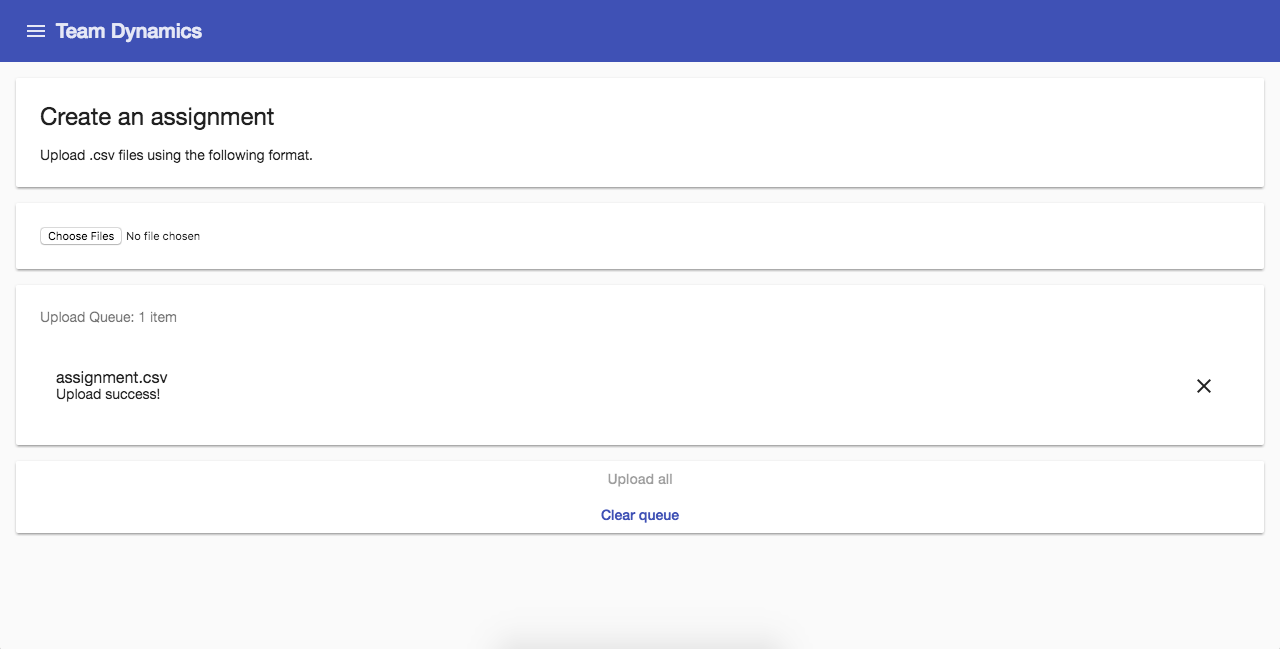 Team Dynamics
Create an assignment
Upload .csv files using the following format.
Choose Files No file chosen
Upload Queue: 1 item
assignment.csv
Upload success!
Upload all
Clear queue